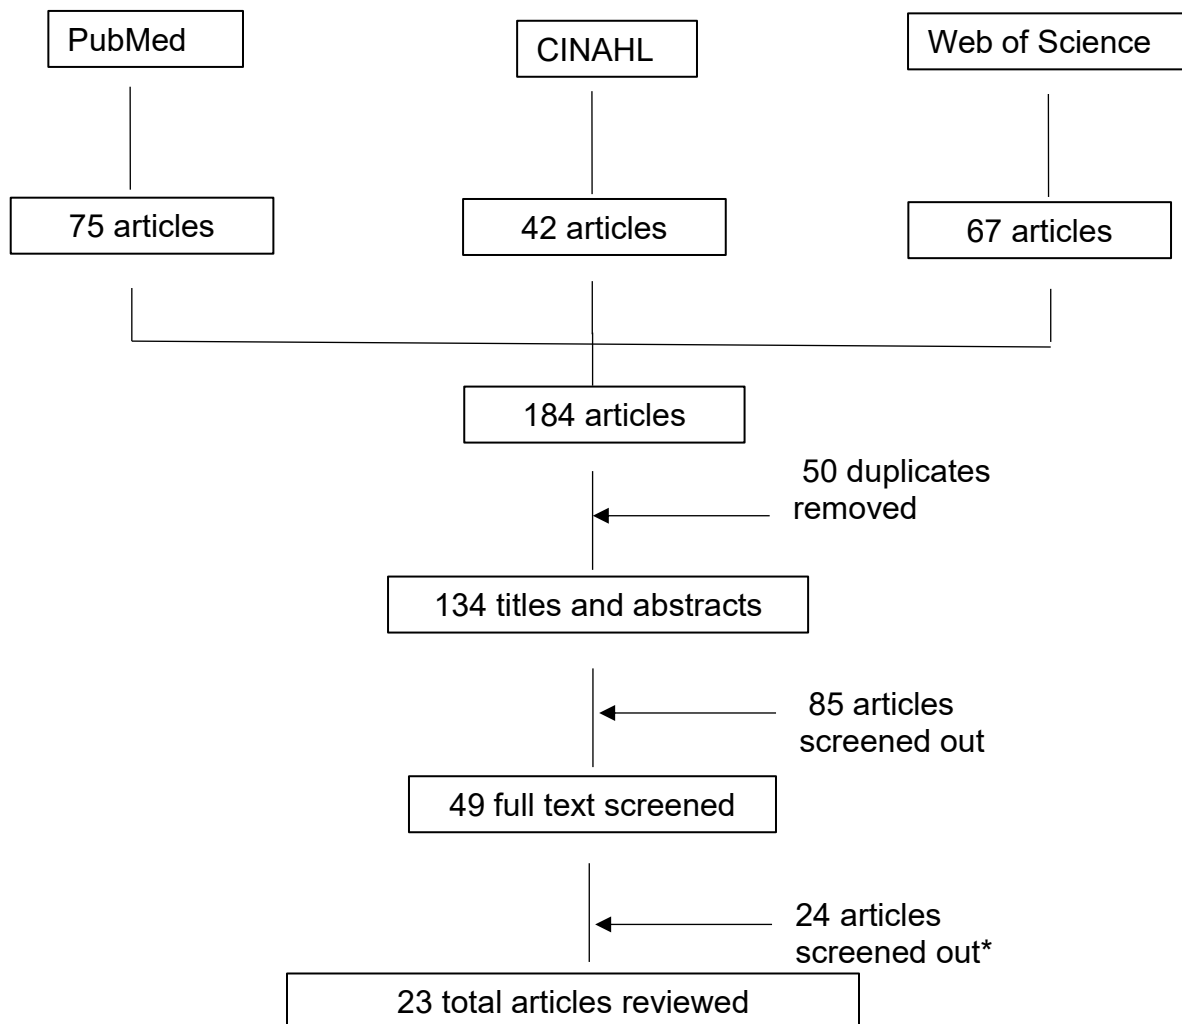 PubMed
CINAHL
Web of Science
75 articles
42 articles
67 articles
184 articles
50 duplicates
removed
134 titles and abstracts
85 articles
screened out
49 full text screened
24 articles
screened out*
23 total articles reviewed